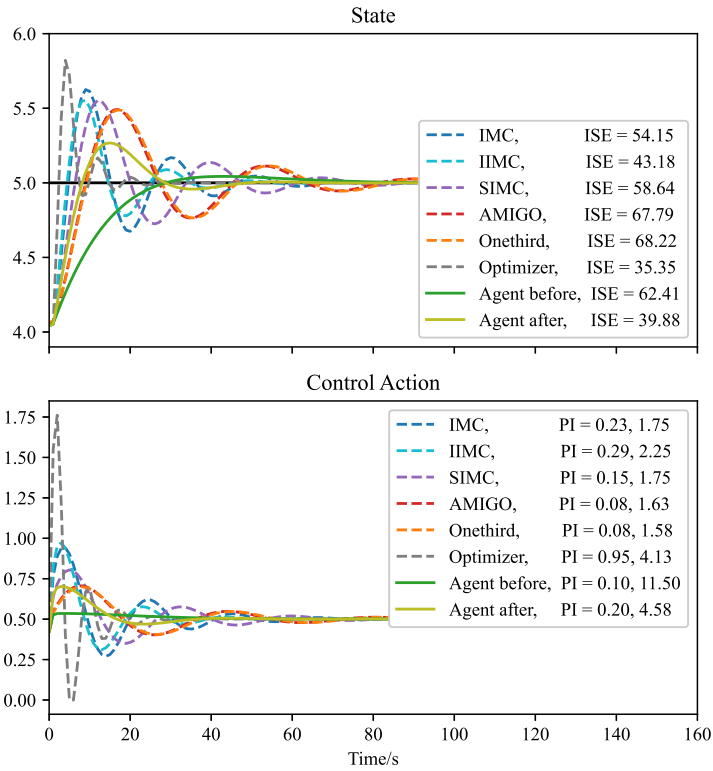 State
6.0
5.5
5.0
4.5
4.0
IMC, ISE = 54.15
IIMC, ISE = 43.18
SIMC, ISE = 58.64
AMIGO, ISE = 67.79
Onethird, ISE = 68.22
Optimizer, ISE = 35.35
Agent before, ISE = 62.41
Agent after, ISE = 39.88
Control Action
1.75
1.50
1.25
1.00
0.75
0.50
0.25
0.00
IMC, PI = 0.23, 1.75
IIMC, PI = 0.29, 2.25
SIMC, PI = 0.15, 1.75
AMIGO, PI = 0.08, 1.63
Onethird, PI = 0.08, 1.58
Optimizer, PI = 0.95, 4.13
Agent before, PI = 0.10, 11.50
Agent after, PI = 0.20, 4.58
0 20 40 60 80 100 120 140 160
Time/s